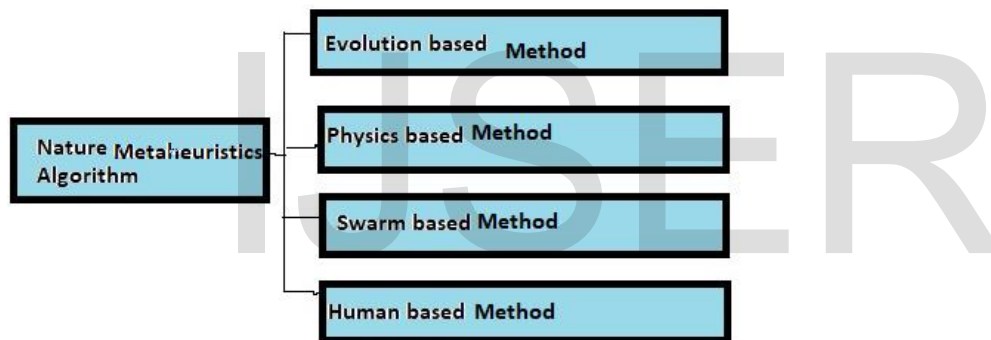 Evolution based Method
Physics based Method
Nature Metaheuristics
Algorithm
Swarm based Method
Human based Method
IJSER